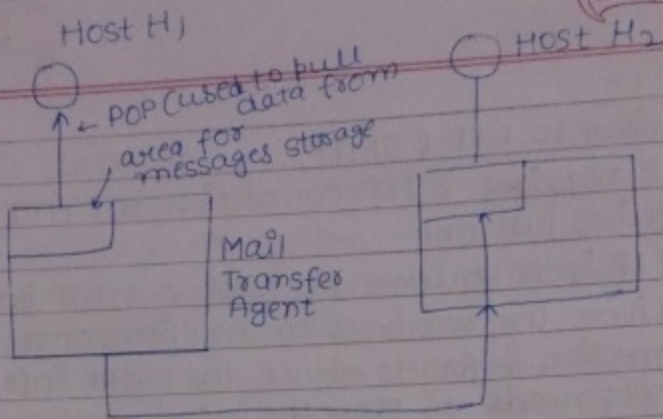 Host H1
Host H2
POP (used to pull
data from
area for
messages storage
Mail
Transfer
Agent